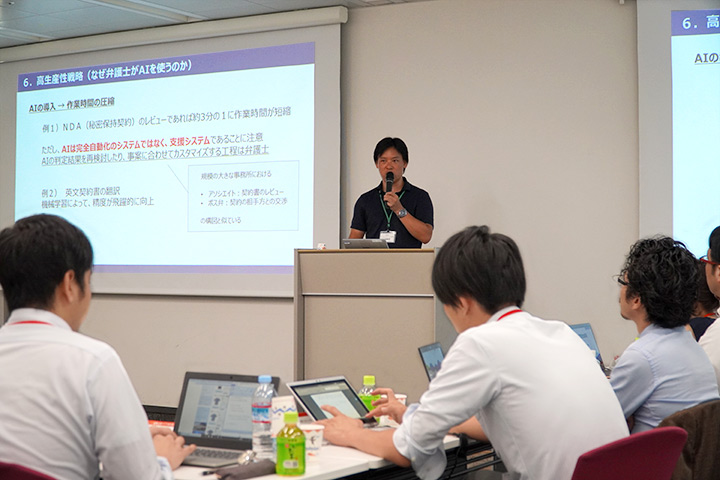 6．高生産性戦略（なぜ弁護士がAIを使うのか）
AIの導入 → 作業時間の圧縮
例１）ＮＤＡ（秘密保持契約）のレビューであれば約3分の１に作業時間が短縮
ただし、AIは完全自動化のシステムではなく、支援システムであることに注意
AIの判定結果を再検討したり、事案に合わせてカスタマイズする工程は弁護士
規模の大きな事務所における
• アソシエイト：契約書のレビュー
• ボス弁：契約の相手方との交渉
の構図と似ている
例２） 英文契約書の翻訳
機械学習によって、精度が飛躍的に向上
6．高
AIの